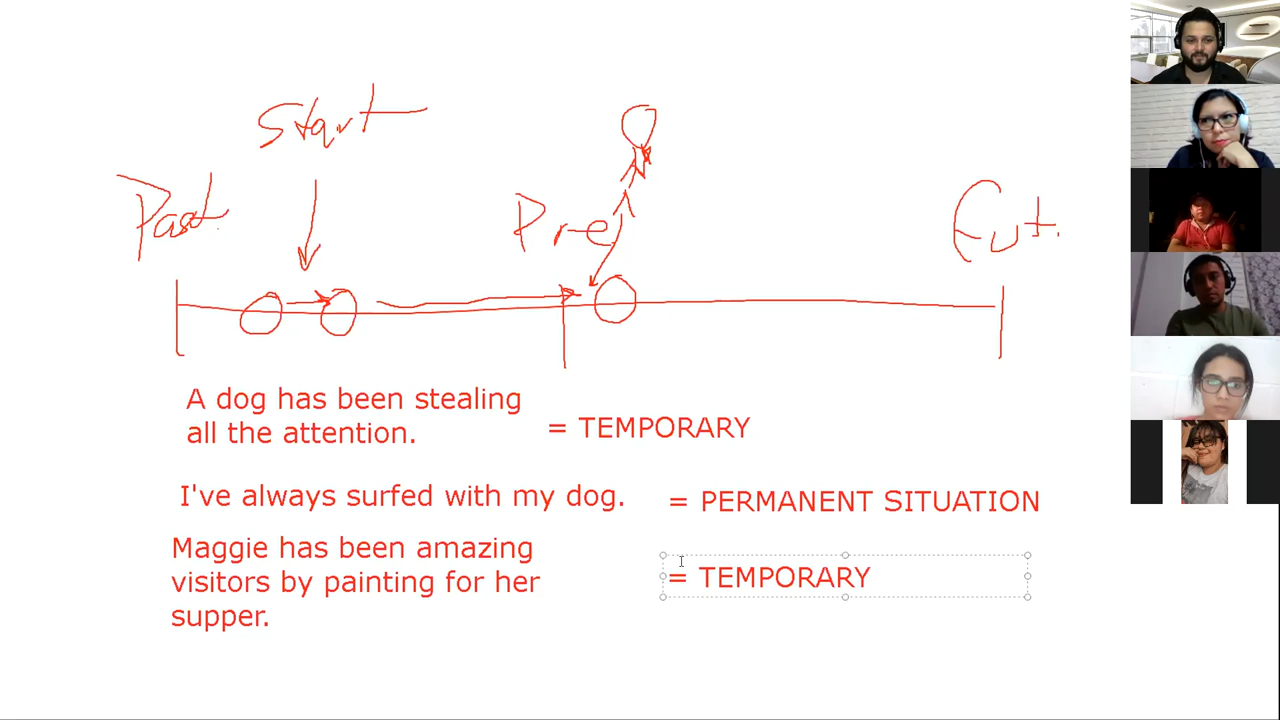 Start
Past
Pre
Fut.
A dog has been stealing
all the attention.
= TEMPORARY
I've always surfed with my dog.
= PERMANENT SITUATION
Maggie has been amazing
visitors by painting for her
supper.
= TEMPORARY